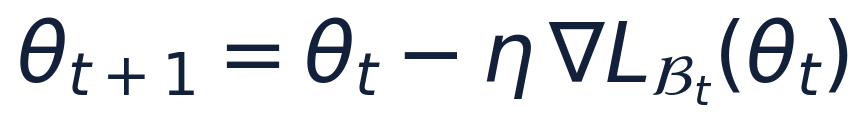 θ_{t+1} = θ_t − η ∇L_{ℬ_t}(θ_t)